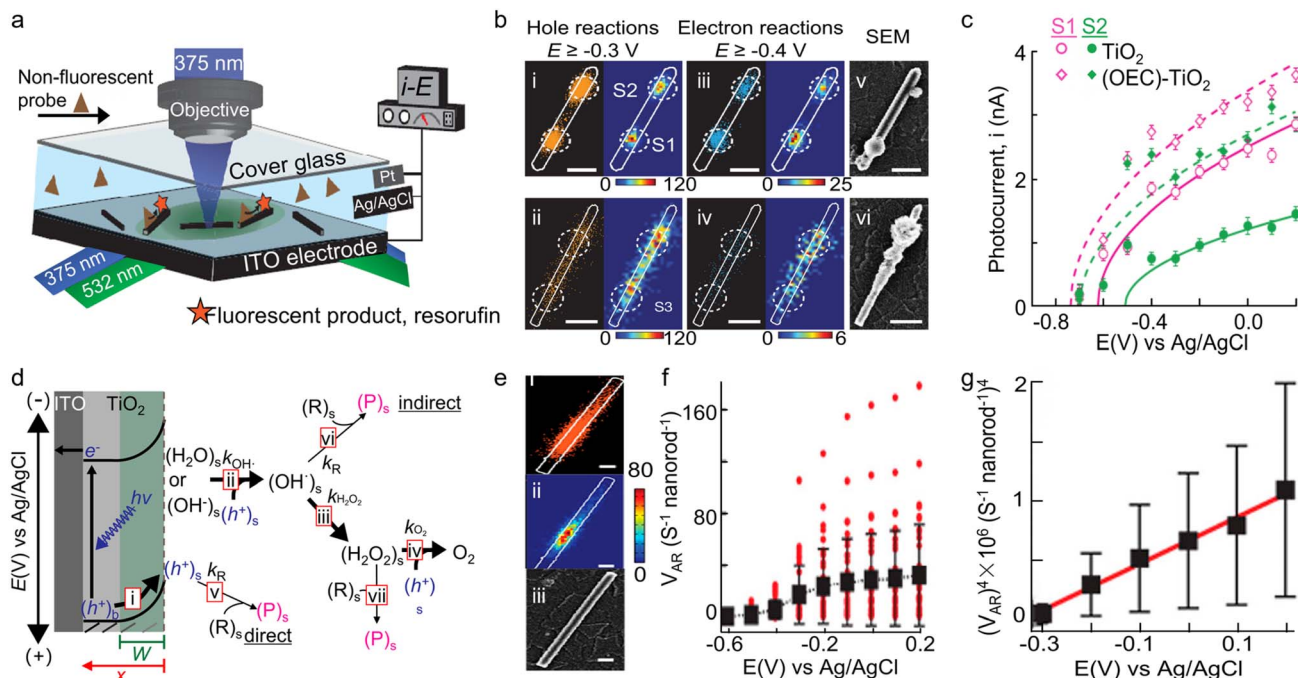 a
375 nm
Non-fluorescent
probe
Objective
i-E
Cover glass
Pt
Ag/AgCl
ITO electrode
375 nm
532 nm
Fluorescent product, resorufin
b
Hole reactions
E ≥ -0.3 V
Electron reactions
E ≥ -0.4 V
SEM
i
S2
S1
iii
v
0 120
0 25
ii
S3
iv
vi
0 120
0 6
c
S1 S2
TiO2
(OEC)-TiO2
Photocurrent, i (nA)
4
2
0
-0.8 -0.4 0.0
E(V) vs Ag/AgCl
d
ITO TiO2
(-)
E(V) vs Ag/AgCl
(+)
e-
hν
(h+)b
i
W
x
(H2O)s
or
(OH-)s
kOH·
ii
(h+)s
(OH·)s
(R)s
(P)s indirect
vi
kR
kH2O2
iii
(H2O2)s
kO2
iv
O2
(h+)
s
(R)s
vii
(P)s
(h+)s
kR
v
(R)s
(P)s
direct
e
i
ii
iii
80
0
f
VAR (S-1 nanorod-1)
160
80
0
-0.6 -0.4 -0.2 0.0 0.2
E(V) vs Ag/AgCl
g
(VAR)4 × 106 (S-1 nanorod-1)4
2
1
0
-0.3 -0.1 0.1 0.3
E(V) vs Ag/AgCl